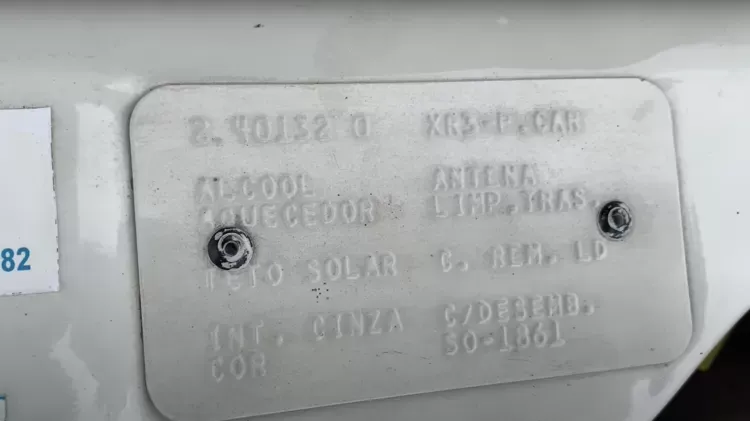 82
2.40132 0 XR3-P.CAR
ALCOOL ANTENA
AQUECEDOR LIMP.TRAS.
TETO SOLAR C. REM. LD
INT. CINZA C/DESEMB.
COR 50-1861